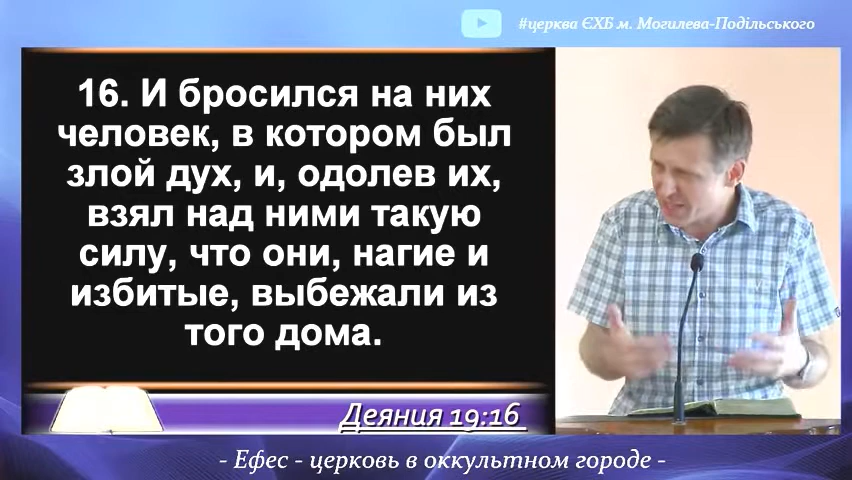 #церква ЄХБ м. Могилева-Подільського
16. И бросился на них
человек, в котором был
злой дух, и, одолев их,
взял над ними такую
силу, что они, нагие и
избитые, выбежали из
того дома.
Деяния 19:16
- Ефес - церковь в оккультном городе -